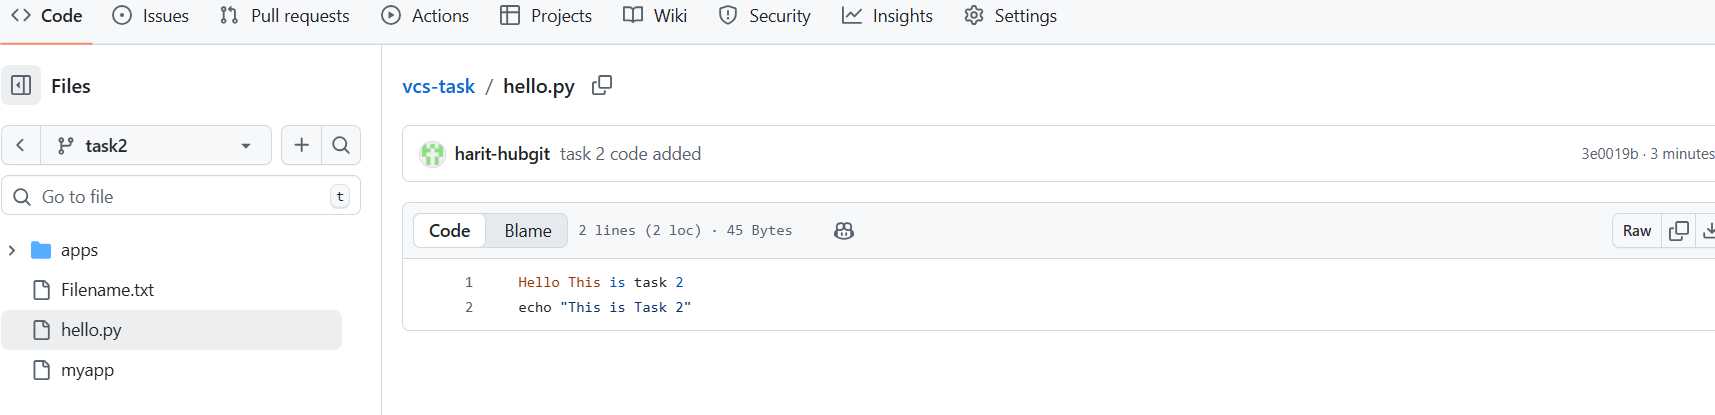 Code Issues Pull requests Actions Projects Wiki Security Insights Settings
Files
task2
Go to file t
apps
Filename.txt
hello.py
myapp
vcs-task / hello.py
harit-hubgit task 2 code added 3e0019b · 3 minutes
Code Blame 2 lines (2 loc) · 45 Bytes Raw
1 Hello This is task 2
2 echo "This is Task 2"